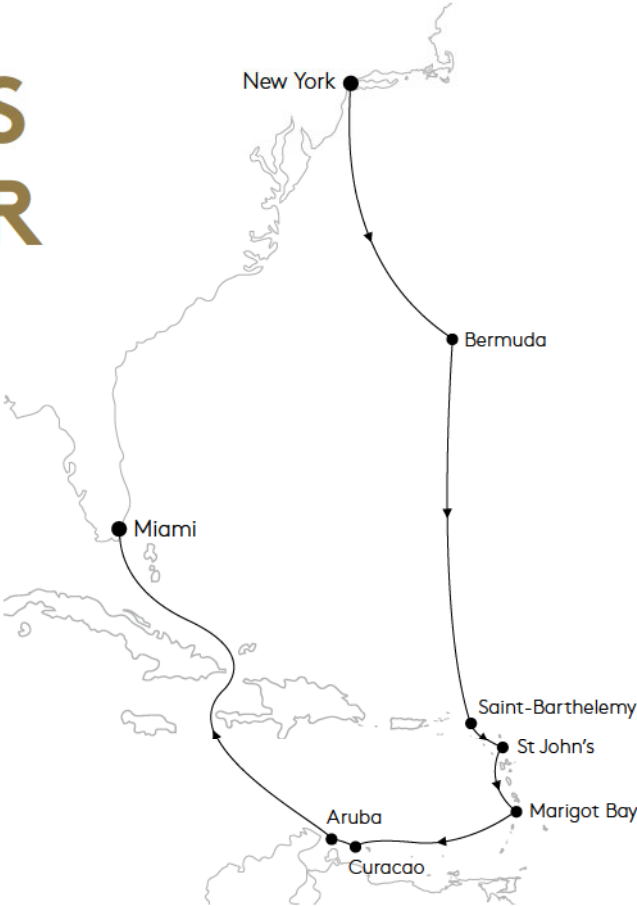 S
R
New York
Bermuda
Miami
Saint-Barthelemy
St John's
Marigot Bay
Aruba
Curacao